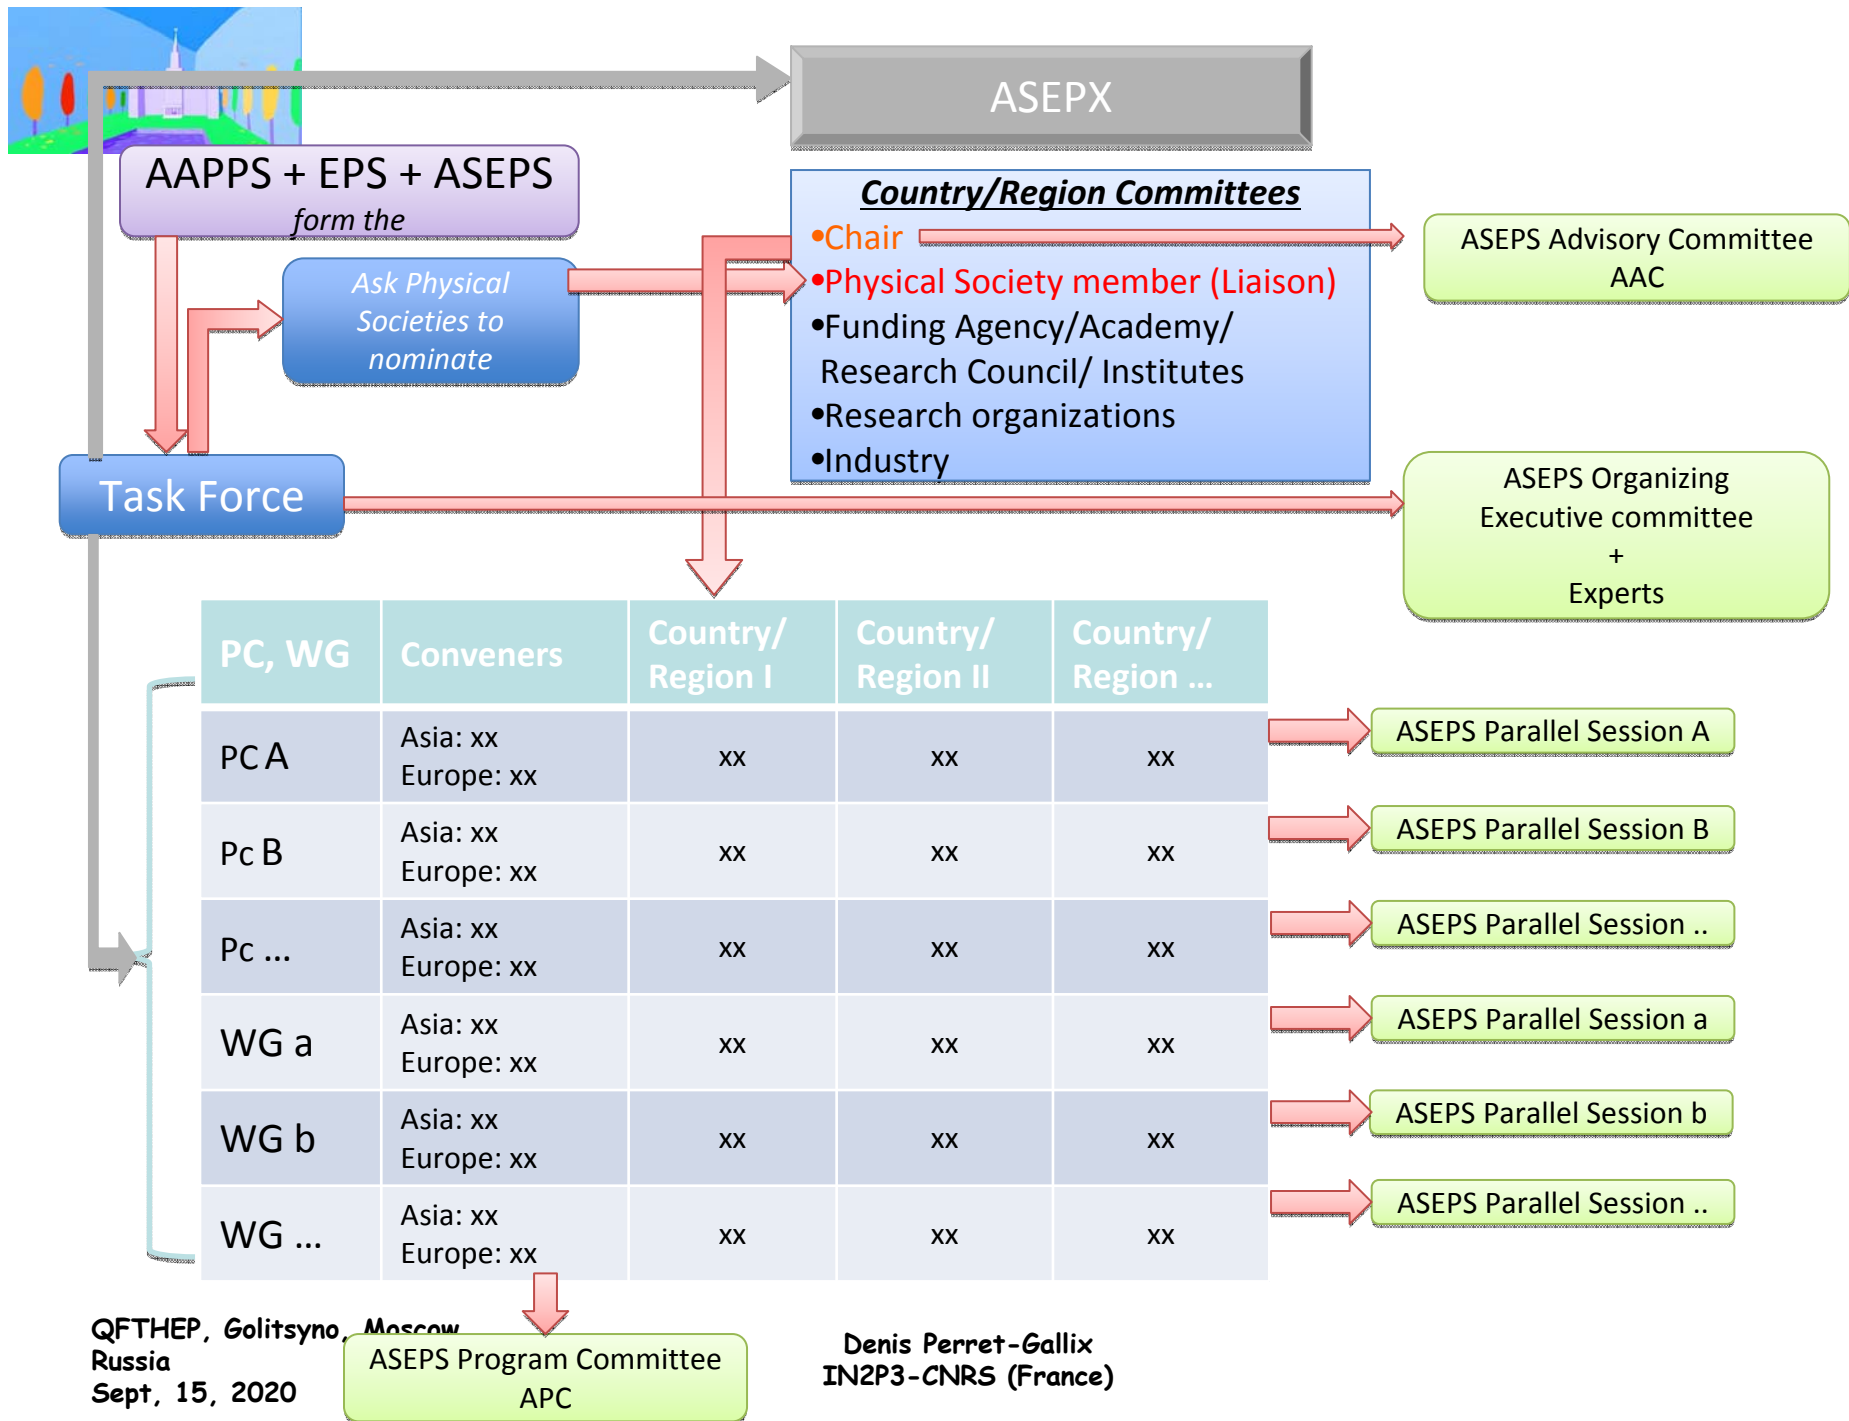 ASEPX
AAPPS + EPS + ASEPS
form the
Country/Region Committees
•Chair
•Physical Society member (Liaison)
•Funding Agency/Academy/
Research Council/ Institutes
•Research organizations
•Industry
ASEPS Advisory Committee
AAC
Ask Physical
Societies to
nominate
Task Force
ASEPS Organizing
Executive committee
+
Experts
PC, WG
Conveners
Country/
Region I
Country/
Region II
Country/
Region ...
PC A
Asia: xx
Europe: xx
xx
xx
xx
ASEPS Parallel Session A
Pc B
Asia: xx
Europe: xx
xx
xx
xx
ASEPS Parallel Session B
Pc ...
Asia: xx
Europe: xx
xx
xx
xx
ASEPS Parallel Session ..
WG a
Asia: xx
Europe: xx
xx
xx
xx
ASEPS Parallel Session a
WG b
Asia: xx
Europe: xx
xx
xx
xx
ASEPS Parallel Session b
WG ...
Asia: xx
Europe: xx
xx
xx
xx
ASEPS Parallel Session ..
QFTHEP, Golitsyno, Moscow
Russia
Sept, 15, 2020
ASEPS Program Committee
APC
Denis Perret-Gallix
IN2P3-CNRS (France)